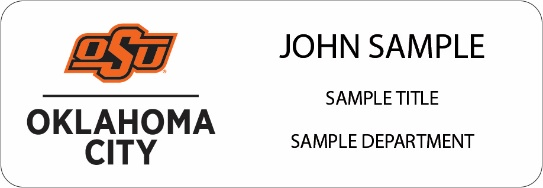 OSU
OKLAHOMA
CITY
JOHN SAMPLE
SAMPLE TITLE
SAMPLE DEPARTMENT